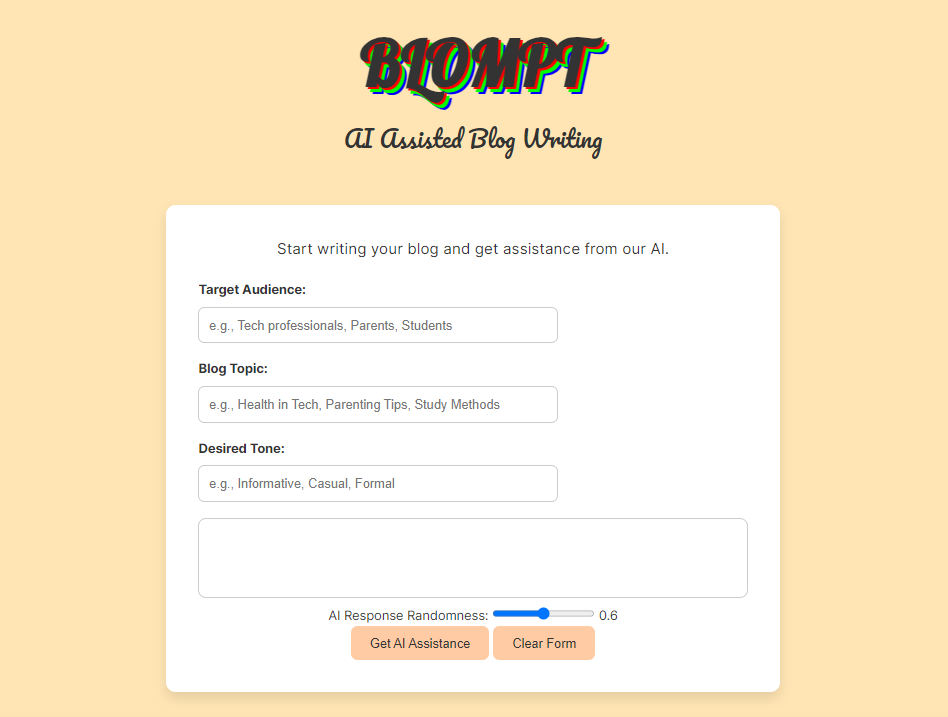 BLOMPT
AI Assisted Blog Writing
Start writing your blog and get assistance from our AI.
Target Audience:
e.g., Tech professionals, Parents, Students
Blog Topic:
e.g., Health in Tech, Parenting Tips, Study Methods
Desired Tone:
e.g., Informative, Casual, Formal
AI Response Randomness: 0.6
Get AI Assistance Clear Form